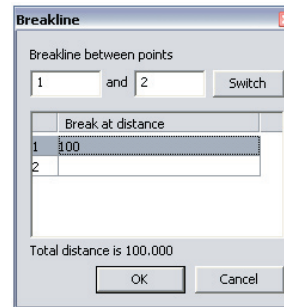 Breakline
Breakline between points
1 and 2 Switch
Break at distance
1 100
2
Total distance is 100.000
OK Cancel